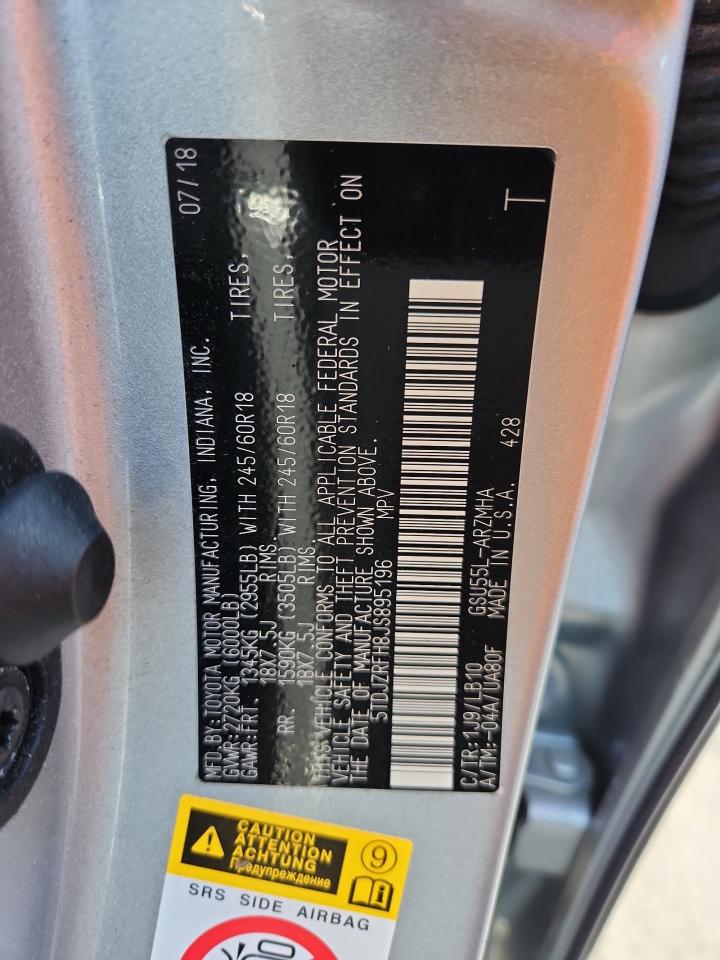 MFD.BY:TOYOTA MOTOR MANUFACTURING, INDIANA, INC. 07/18
GVWR:2720KG (6000LB)
GAWR:FRT 1345KG (2955LB) WITH 245/60R18 TIRES,
18X7.5J RIMS,
RR. 1590KG (3505LB) WITH 245/60R18 TIRES,
18X7.5J RIMS,
THIS VEHICLE CONFORMS TO ALL APPLICABLE FEDERAL MOTOR
VEHICLE SAFETY AND THEFT PREVENTION STANDARDS IN EFFECT ON
THE DATE OF MANUFACTURE SHOWN ABOVE.
5TDJZRFH8JS895196 MPV
C/TR:1J9/LB10 GSU55L-ARZMHA
A/TM:-04A/UA80F MADE IN U.S.A. 428 T
CAUTION
ATTENTION
ACHTUNG
Предупреждение
9
i
SRS SIDE AIRBAG